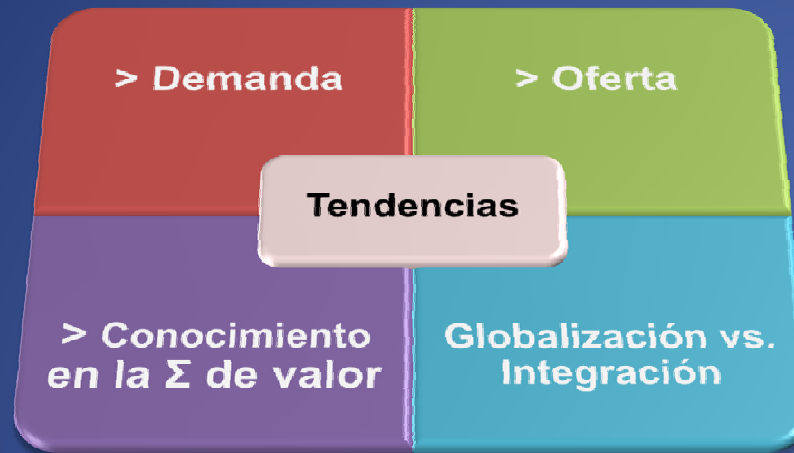 > Demanda
> Oferta
Tendencias
> Conocimiento
en la Σ de valor
Globalización vs.
Integración